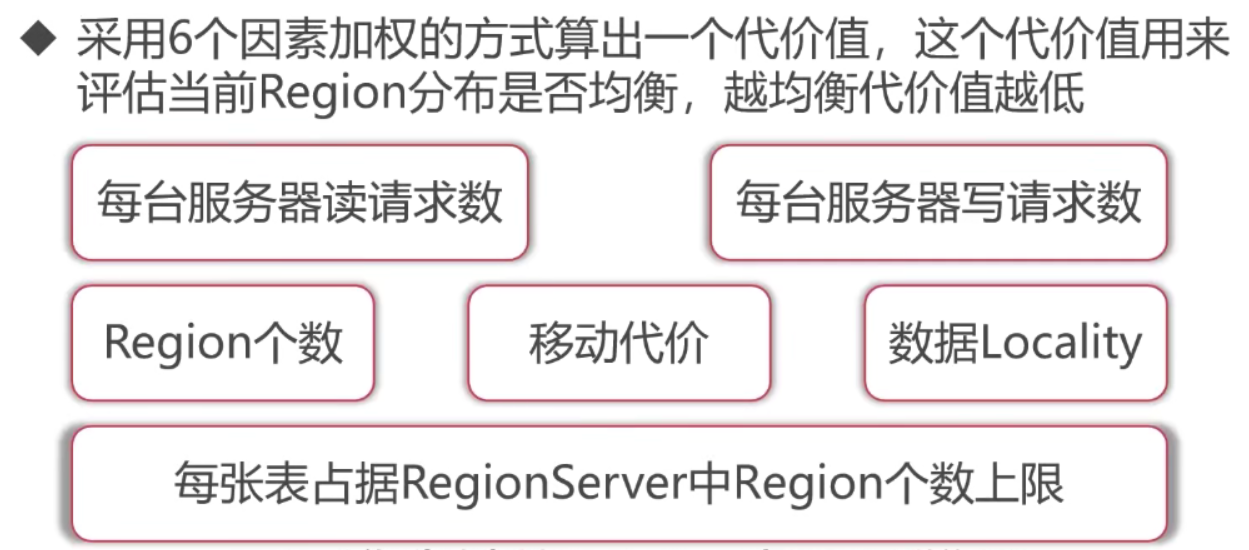 采用6个因素加权的方式算出一个代价值，这个代价值用来
评估当前Region分布是否均衡，越均衡代价值越低
每台服务器读请求数
每台服务器写请求数
Region个数
移动代价
数据Locality
每张表占据RegionServer中Region个数上限